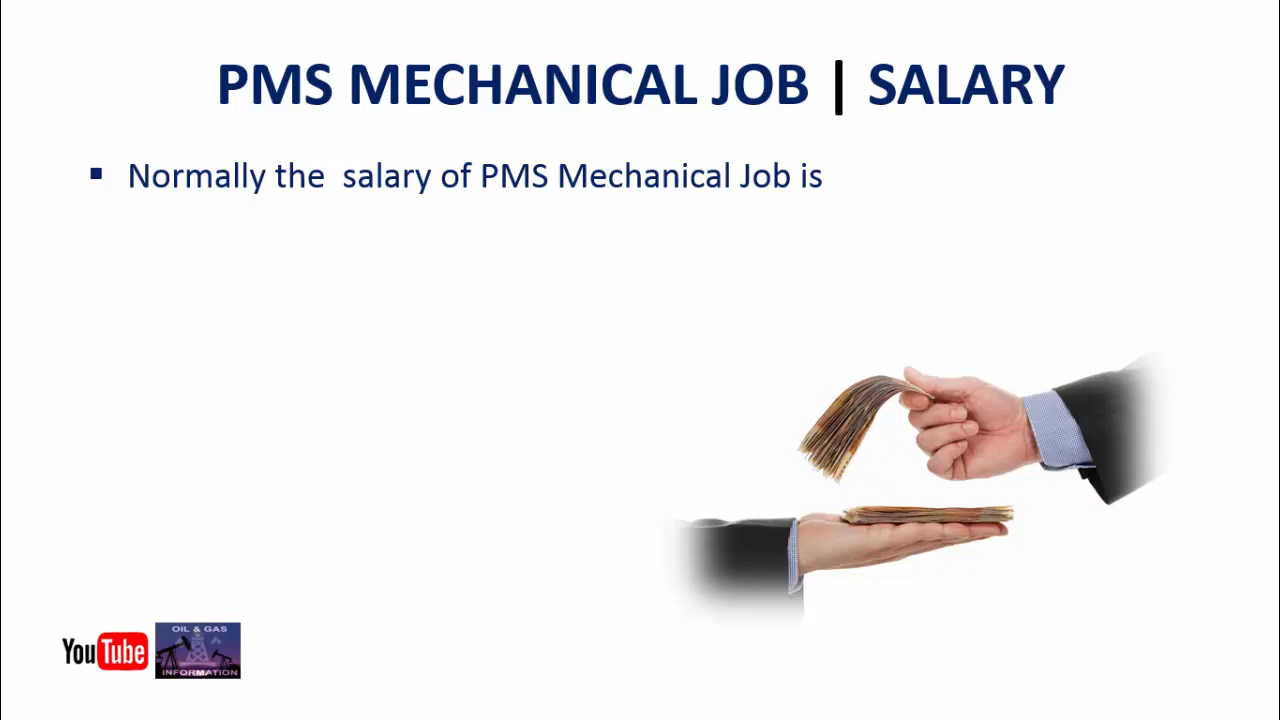 PMS MECHANICAL JOB | SALARY
▪ Normally the  salary of PMS Mechanical Job is
YouTube
OIL & GAS
INFORMATION